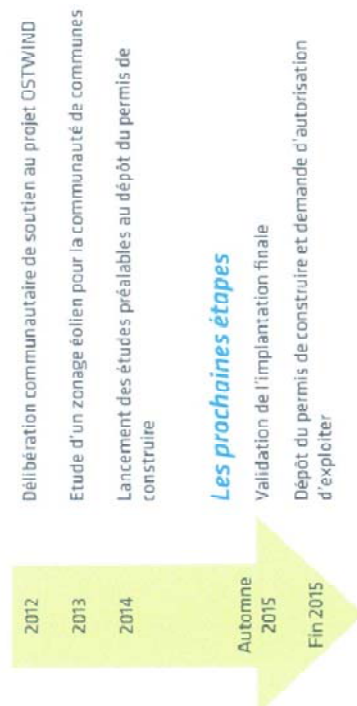 2012 Délibération communautaire de soutien au projet OSTWIND
2013 Etude d'un zonage éolien pour la communauté de communes
2014 Lancement des études préalables au dépôt du permis de
construire
Les prochaines étapes
Automne
2015 Validation de l'implantation finale
Fin 2015 Dépôt du permis de construire et demande d'autorisation
d'exploiter